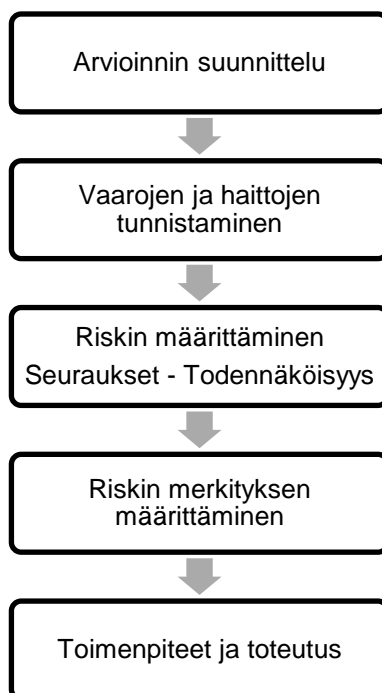 Arvioinnin suunnittelu
Vaarojen ja haittojen
tunnistaminen
Riskin määrittäminen
Seuraukset - Todennäköisyys
Riskin merkityksen
määrittäminen
Toimenpiteet ja toteutus